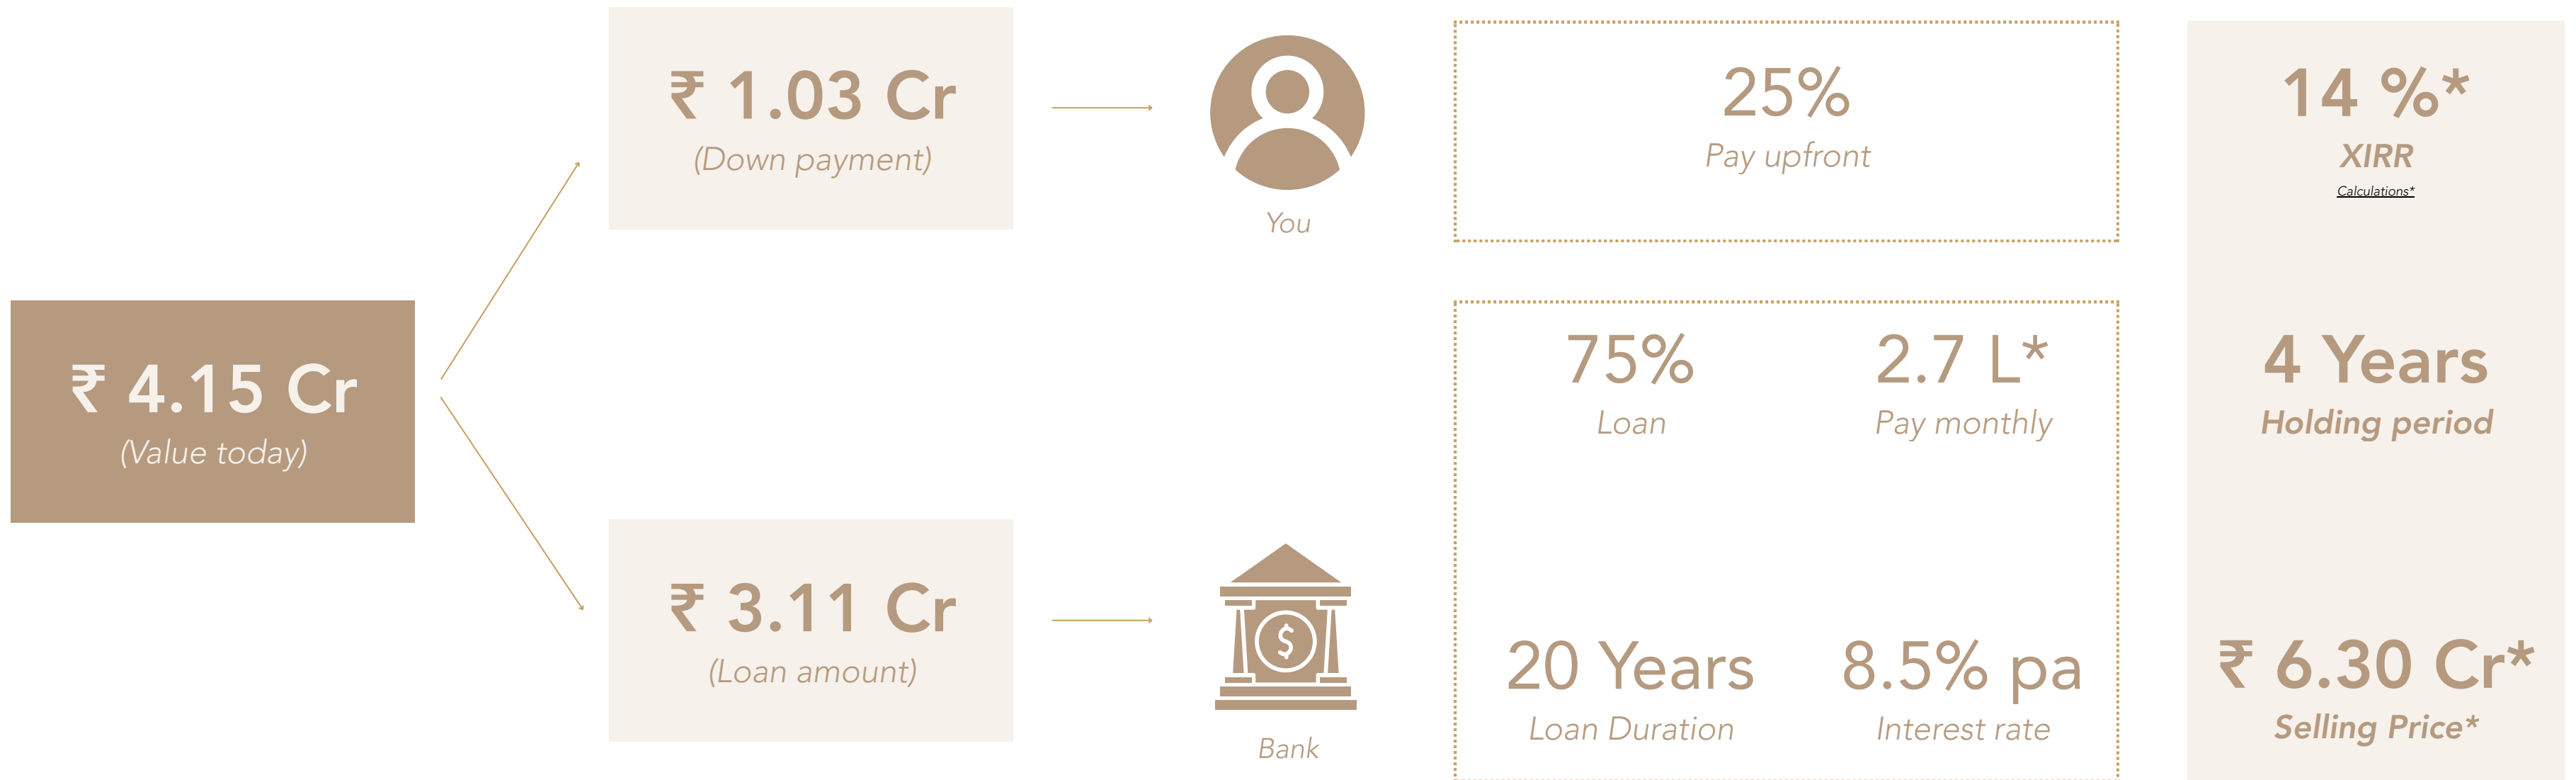 ₹ 4.15 Cr
(Value today)
₹ 1.03 Cr
(Down payment)
You
25%
Pay upfront
₹ 3.11 Cr
(Loan amount)
$
Bank
75%
Loan
2.7 L*
Pay monthly
20 Years
Loan Duration
8.5% pa
Interest rate
14 %*
XIRR
Calculations*
4 Years
Holding period
₹ 6.30 Cr*
Selling Price*